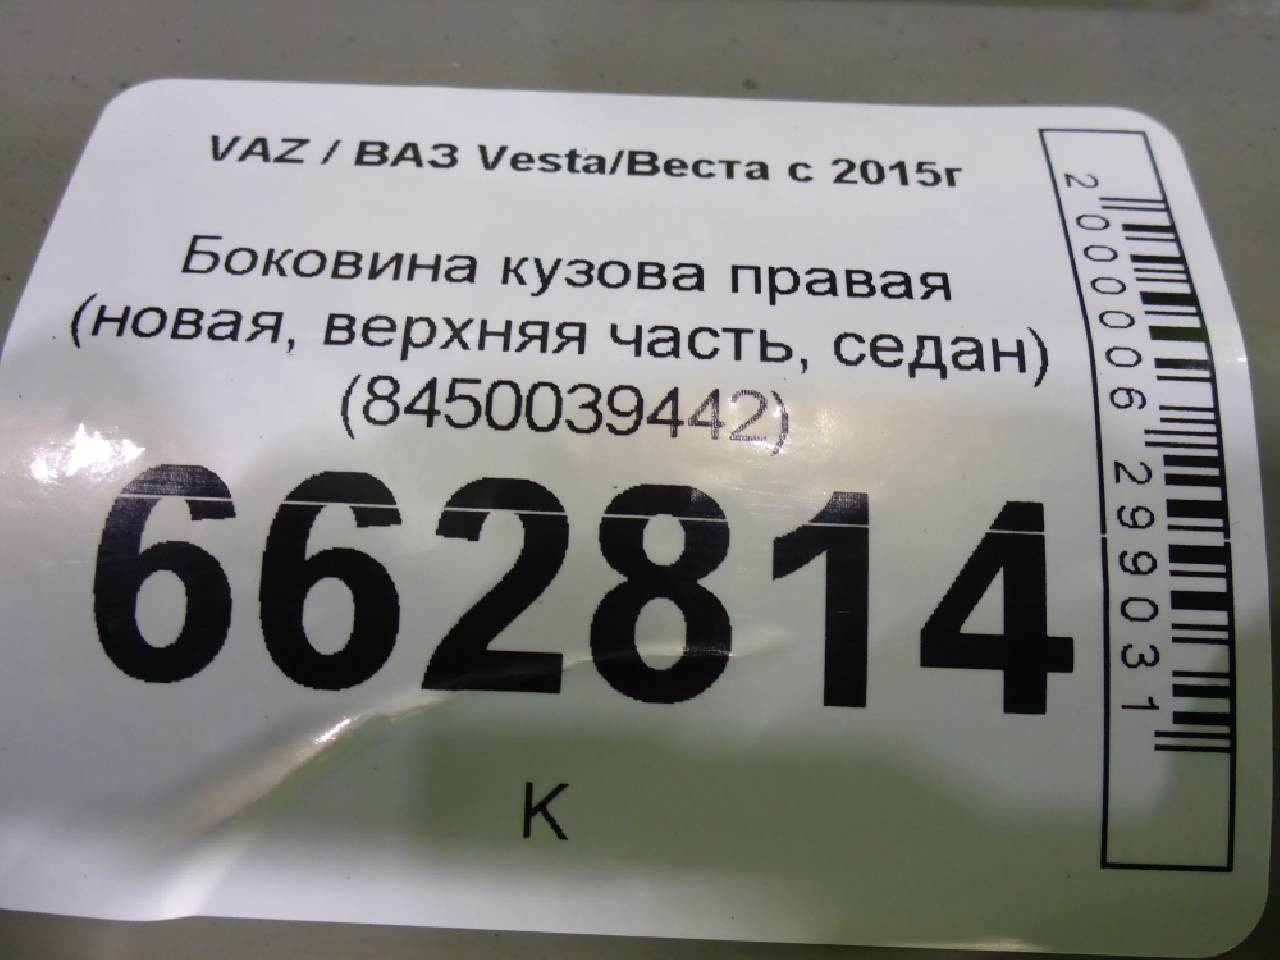 VAZ / ВАЗ Vesta/Веста с 2015г
Боковина кузова правая
(новая, верхняя часть, седан)
(8450039442)
662814
К
2000006299031